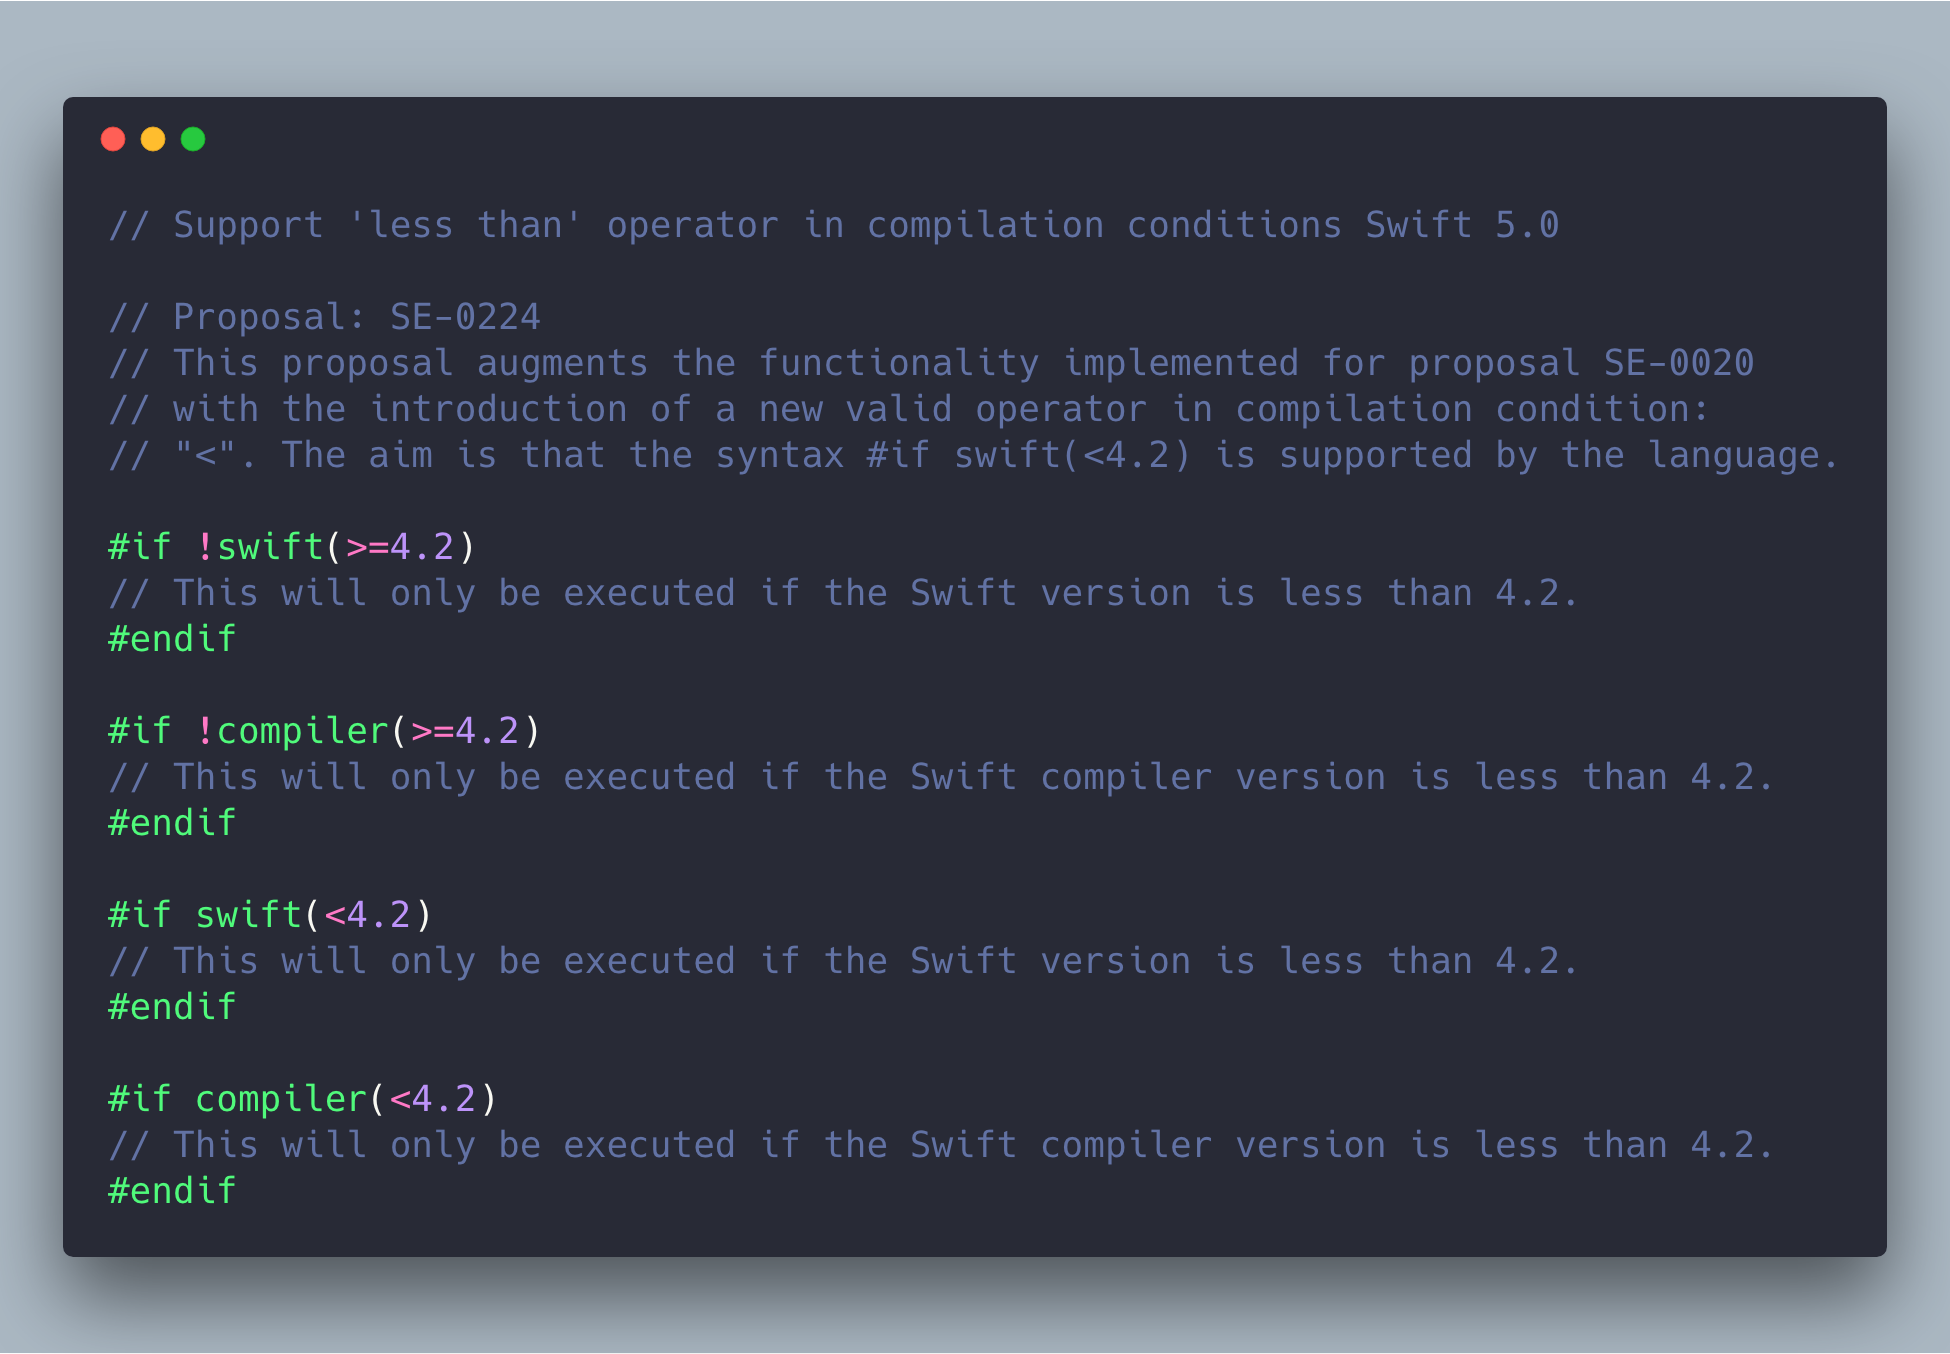 // Support 'less than' operator in compilation conditions Swift 5.0
// Proposal: SE-0224
// This proposal augments the functionality implemented for proposal SE-0020
// with the introduction of a new valid operator in compilation condition:
// "<". The aim is that the syntax #if swift(<4.2) is supported by the language.
#if !swift(>=4.2)
// This will only be executed if the Swift version is less than 4.2.
#endif
#if !compiler(>=4.2)
// This will only be executed if the Swift compiler version is less than 4.2.
#endif
#if swift(<4.2)
// This will only be executed if the Swift version is less than 4.2.
#endif
#if compiler(<4.2)
// This will only be executed if the Swift compiler version is less than 4.2.
#endif